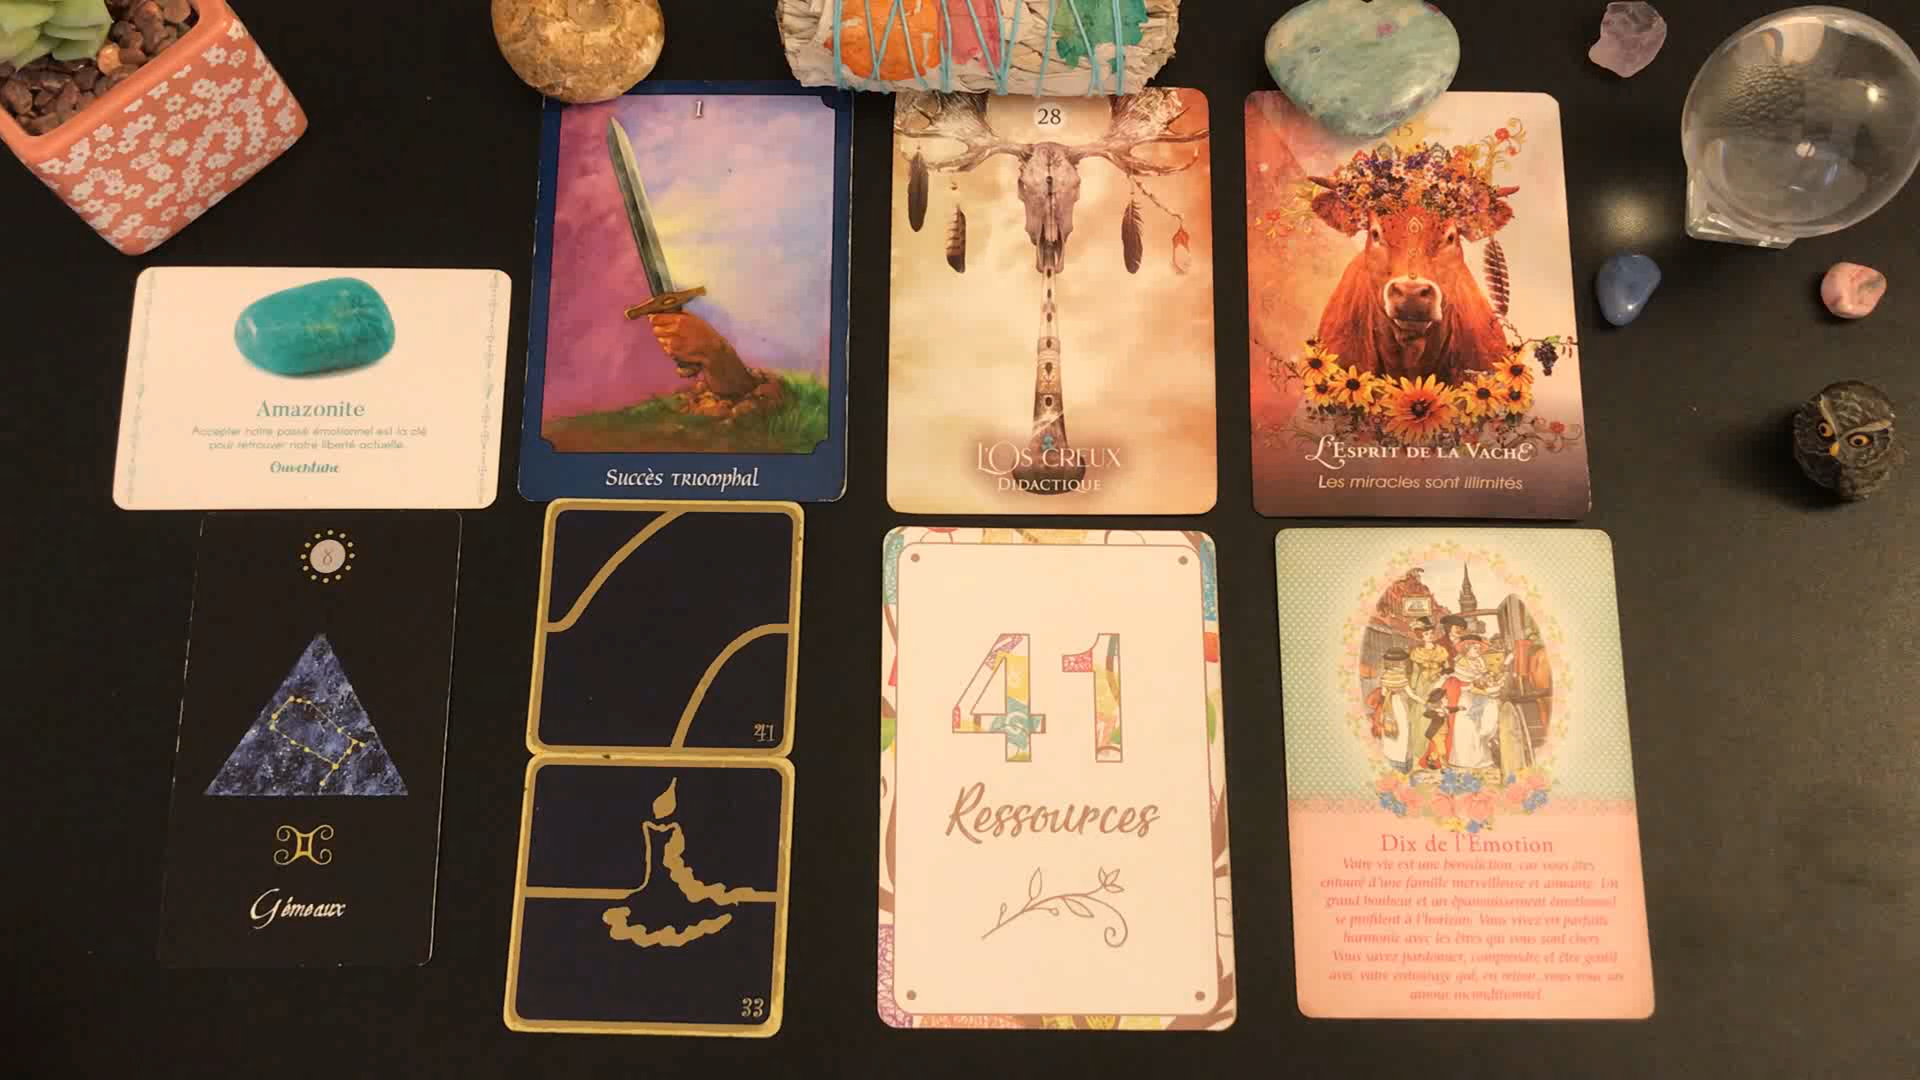 Amazonite
Accepter notre passé émotionnel est la clé
pour retrouver notre liberté actuelle.
Ouverture
I
Succès triomphal
28
L'Os creux
Didactique
15
L'Esprit de la Vache
Les miracles sont illimités
8
Gémeaux
41
33
41
Ressources
Dix de l'Émotion
Votre vie est une bénédiction, car vous êtes
entouré d'une famille merveilleuse et aimante. Un
grand bonheur et un épanouissement émotionnel
se profilent à l'horizon. Vous vivez en parfaite
harmonie avec les êtres qui vous sont chers.
Vous savez pardonner, comprendre et être gentil
avec votre entourage qui, en retour, vous voue un
amour inconditionnel.